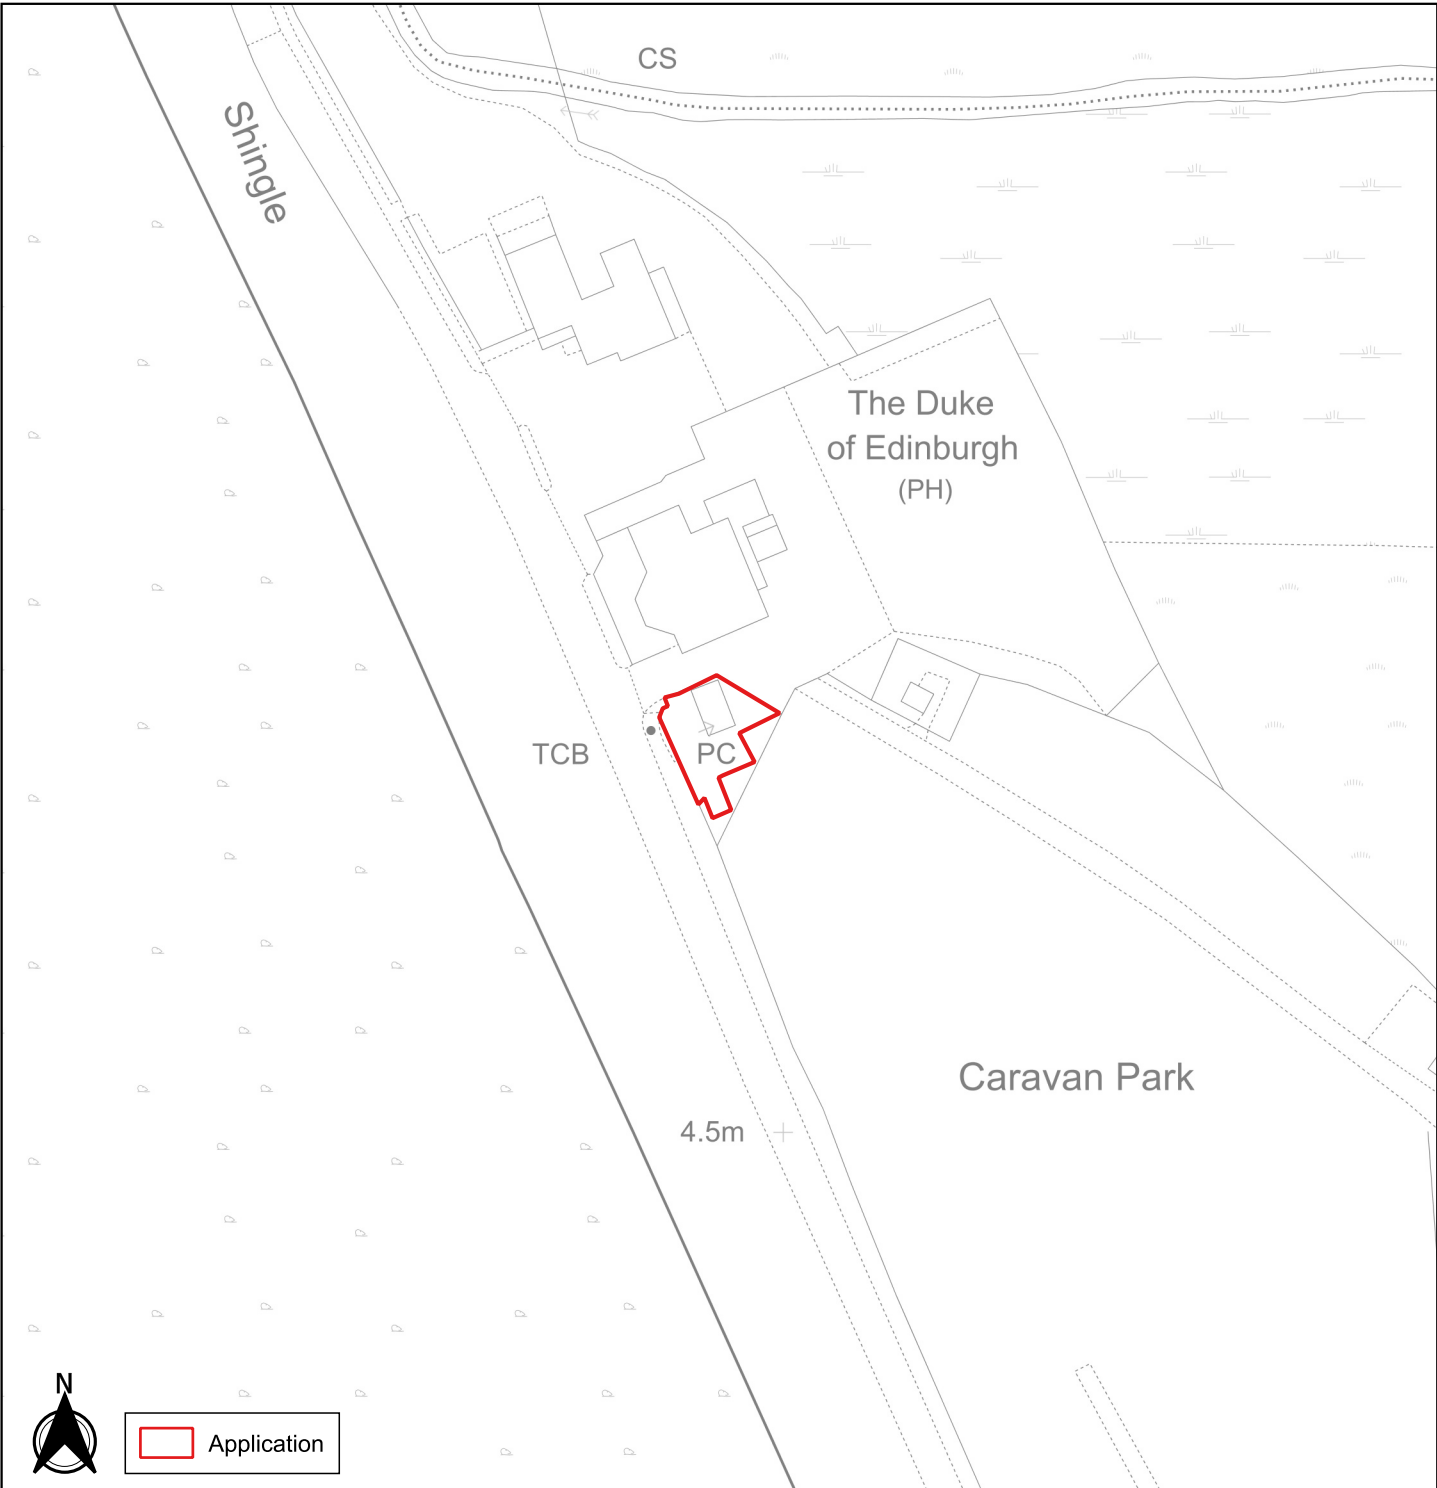 CS
Shingle
The Duke
of Edinburgh
(PH)
TCB
PC
Caravan Park
4.5m
N
Application